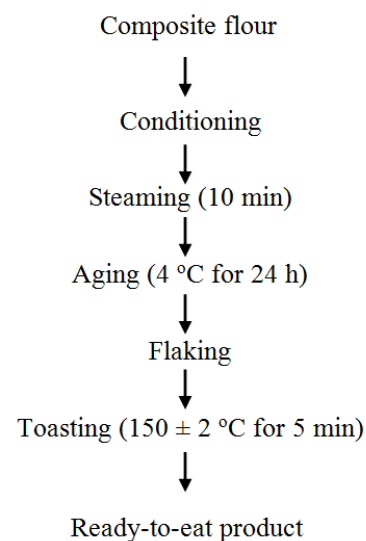 Composite flour
Conditioning
Steaming (10 min)
Aging (4 °C for 24 h)
Flaking
Toasting (150 ± 2 °C for 5 min)
Ready-to-eat product